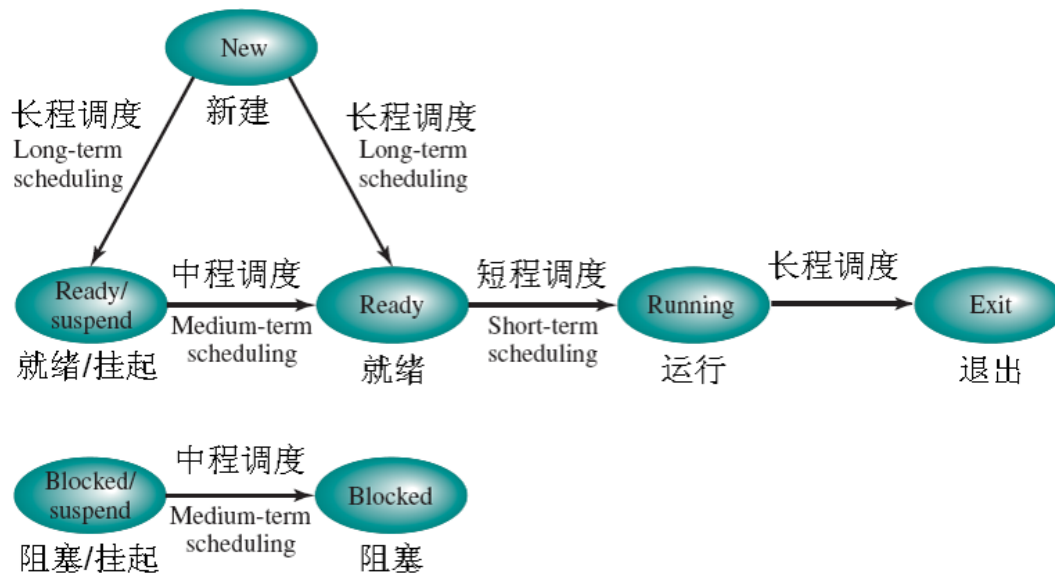 New
新建
长程调度
Long-term
scheduling
长程调度
Long-term
scheduling
Ready/
suspend
就绪/挂起
中程调度
Medium-term
scheduling
Ready
就绪
短程调度
Short-term
scheduling
Running
运行
长程调度
Exit
退出
Blocked/
suspend
阻塞/挂起
中程调度
Medium-term
scheduling
Blocked
阻塞